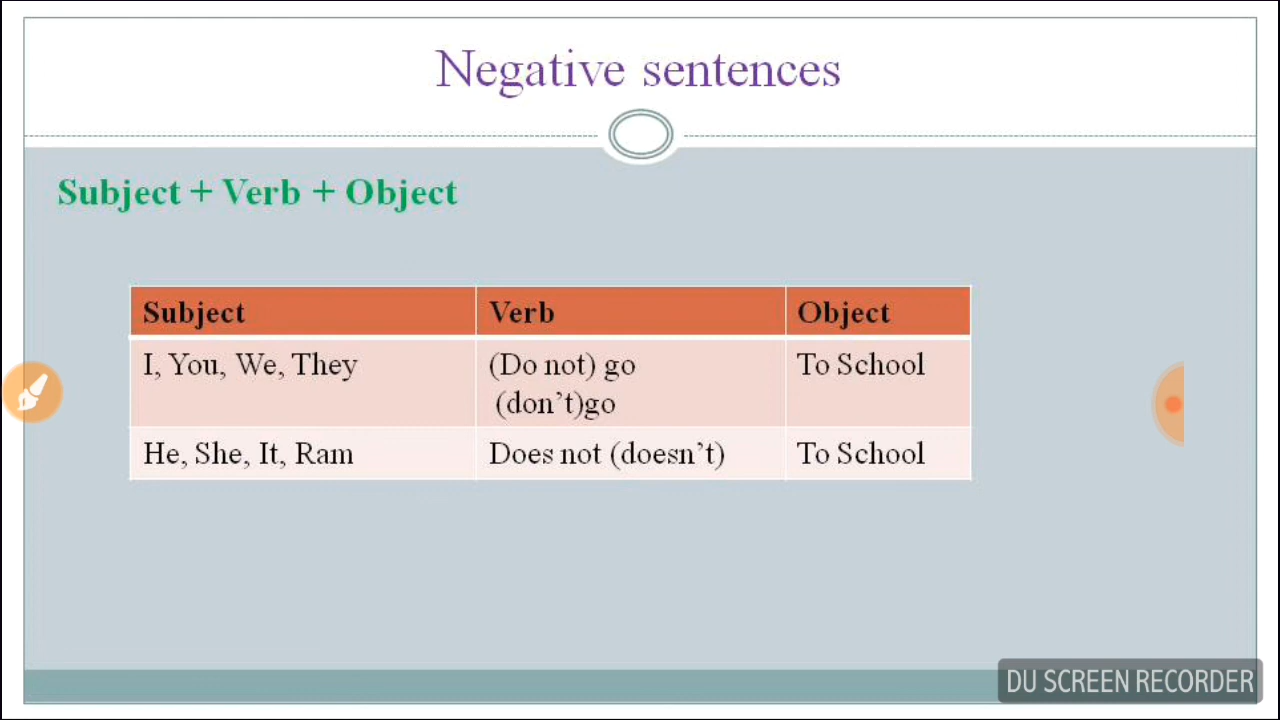 Negative sentences
Subject + Verb + Object
Subject Verb Object
I, You, We, They (Do not) go To School
(don’t)go
He, She, It, Ram Does not (doesn’t) To School
DU SCREEN RECORDER